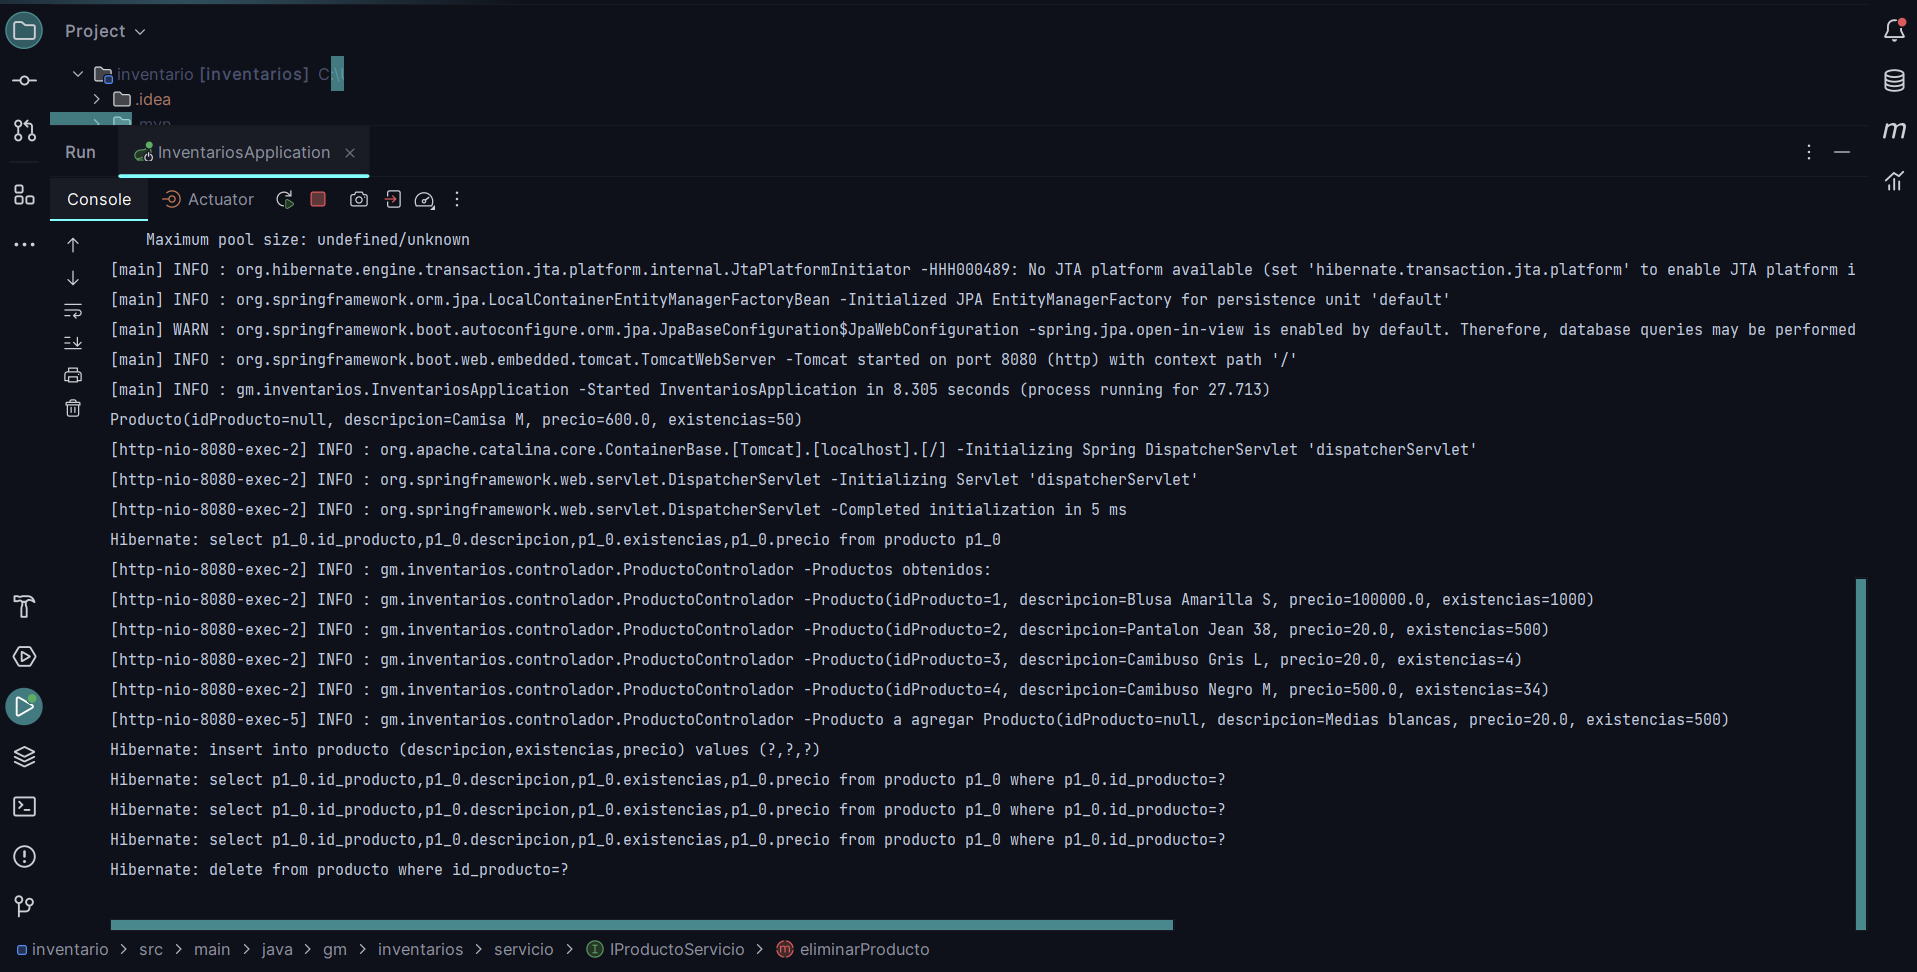 Project
inventario [inventarios] C:\U
.idea
.mvn
Run
InventariosApplication
Console
Actuator
Maximum pool size: undefined/unknown
[main] INFO : org.hibernate.engine.transaction.jta.platform.internal.JtaPlatformInitiator -HHH000489: No JTA platform available (set 'hibernate.transaction.jta.platform' to enable JTA platform i
[main] INFO : org.springframework.orm.jpa.LocalContainerEntityManagerFactoryBean -Initialized JPA EntityManagerFactory for persistence unit 'default'
[main] WARN : org.springframework.boot.autoconfigure.orm.jpa.JpaBaseConfiguration$JpaWebConfiguration -spring.jpa.open-in-view is enabled by default. Therefore, database queries may be performed
[main] INFO : org.springframework.boot.web.embedded.tomcat.TomcatWebServer -Tomcat started on port 8080 (http) with context path '/'
[main] INFO : gm.inventarios.InventariosApplication -Started InventariosApplication in 8.305 seconds (process running for 27.713)
Producto(idProducto=null, descripcion=Camisa M, precio=600.0, existencias=50)
[http-nio-8080-exec-2] INFO : org.apache.catalina.core.ContainerBase.[Tomcat].[localhost].[/] -Initializing Spring DispatcherServlet 'dispatcherServlet'
[http-nio-8080-exec-2] INFO : org.springframework.web.servlet.DispatcherServlet -Initializing Servlet 'dispatcherServlet'
[http-nio-8080-exec-2] INFO : org.springframework.web.servlet.DispatcherServlet -Completed initialization in 5 ms
Hibernate: select p1_0.id_producto,p1_0.descripcion,p1_0.existencias,p1_0.precio from producto p1_0
[http-nio-8080-exec-2] INFO : gm.inventarios.controlador.ProductoControlador -Productos obtenidos:
[http-nio-8080-exec-2] INFO : gm.inventarios.controlador.ProductoControlador -Producto(idProducto=1, descripcion=Blusa Amarilla S, precio=100000.0, existencias=1000)
[http-nio-8080-exec-2] INFO : gm.inventarios.controlador.ProductoControlador -Producto(idProducto=2, descripcion=Pantalon Jean 38, precio=20.0, existencias=500)
[http-nio-8080-exec-2] INFO : gm.inventarios.controlador.ProductoControlador -Producto(idProducto=3, descripcion=Camibuso Gris L, precio=20.0, existencias=4)
[http-nio-8080-exec-2] INFO : gm.inventarios.controlador.ProductoControlador -Producto(idProducto=4, descripcion=Camibuso Negro M, precio=500.0, existencias=34)
[http-nio-8080-exec-5] INFO : gm.inventarios.controlador.ProductoControlador -Producto a agregar Producto(idProducto=null, descripcion=Medias blancas, precio=20.0, existencias=500)
Hibernate: insert into producto (descripcion,existencias,precio) values (?,?,?)
Hibernate: select p1_0.id_producto,p1_0.descripcion,p1_0.existencias,p1_0.precio from producto p1_0 where p1_0.id_producto=?
Hibernate: select p1_0.id_producto,p1_0.descripcion,p1_0.existencias,p1_0.precio from producto p1_0 where p1_0.id_producto=?
Hibernate: select p1_0.id_producto,p1_0.descripcion,p1_0.existencias,p1_0.precio from producto p1_0 where p1_0.id_producto=?
Hibernate: delete from producto where id_producto=?
inventario > src > main > java > gm > inventarios > servicio > IProductoServicio > eliminarProducto